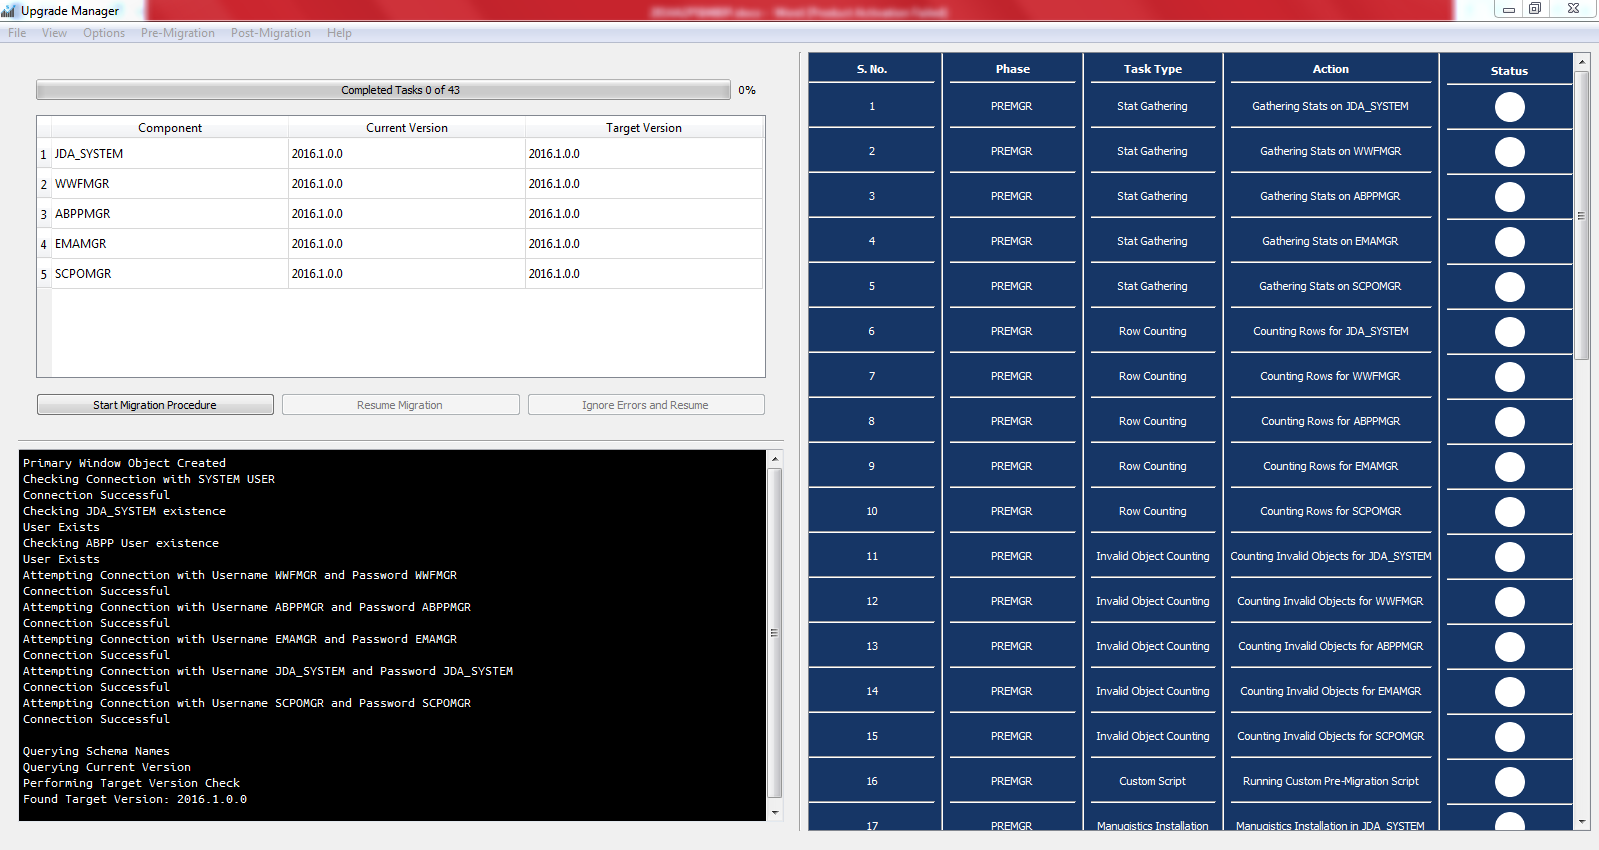 Upgrade Manager
File View Options Pre-Migration Post-Migration Help
Completed Tasks 0 of 43 0%
Component Current Version Target Version
1 JDA_SYSTEM 2016.1.0.0 2016.1.0.0
2 WWFMGR 2016.1.0.0 2016.1.0.0
3 ABPPMGR 2016.1.0.0 2016.1.0.0
4 EMAMGR 2016.1.0.0 2016.1.0.0
5 SCPOMGR 2016.1.0.0 2016.1.0.0
Start Migration Procedure Resume Migration Ignore Errors and Resume
Primary Window Object Created
Checking Connection with SYSTEM USER
Connection Successful
Checking JDA_SYSTEM existence
User Exists
Checking ABPP User existence
User Exists
Attempting Connection with Username WWFMGR and Password WWFMGR
Connection Successful
Attempting Connection with Username ABPPMGR and Password ABPPMGR
Connection Successful
Attempting Connection with Username EMAMGR and Password EMAMGR
Connection Successful
Attempting Connection with Username JDA_SYSTEM and Password JDA_SYSTEM
Connection Successful
Attempting Connection with Username SCPOMGR and Password SCPOMGR
Connection Successful
Querying Schema Names
Querying Current Version
Performing Target Version Check
Found Target Version: 2016.1.0.0
S. No. Phase Task Type Action Status
1 PREMGR Stat Gathering Gathering Stats on JDA_SYSTEM
2 PREMGR Stat Gathering Gathering Stats on WWFMGR
3 PREMGR Stat Gathering Gathering Stats on ABPPMGR
4 PREMGR Stat Gathering Gathering Stats on EMAMGR
5 PREMGR Stat Gathering Gathering Stats on SCPOMGR
6 PREMGR Row Counting Counting Rows for JDA_SYSTEM
7 PREMGR Row Counting Counting Rows for WWFMGR
8 PREMGR Row Counting Counting Rows for ABPPMGR
9 PREMGR Row Counting Counting Rows for EMAMGR
10 PREMGR Row Counting Counting Rows for SCPOMGR
11 PREMGR Invalid Object Counting Counting Invalid Objects for JDA_SYSTEM
12 PREMGR Invalid Object Counting Counting Invalid Objects for WWFMGR
13 PREMGR Invalid Object Counting Counting Invalid Objects for ABPPMGR
14 PREMGR Invalid Object Counting Counting Invalid Objects for EMAMGR
15 PREMGR Invalid Object Counting Counting Invalid Objects for SCPOMGR
16 PREMGR Custom Script Running Custom Pre-Migration Script
17 PREMGR Manugistics Installation Manugistics Installation in JDA_SYSTEM